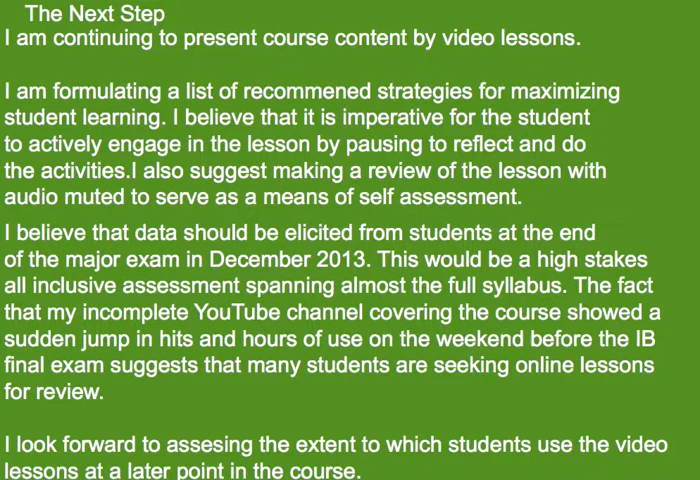 The Next Step
I am continuing to present course content by video lessons.
I am formulating a list of recommened strategies for maximizing
student learning. I believe that it is imperative for the student
to actively engage in the lesson by pausing to reflect and do
the activities.I also suggest making a review of the lesson with
audio muted to serve as a means of self assessment.
I believe that data should be elicited from students at the end
of the major exam in December 2013. This would be a high stakes
all inclusive assessment spanning almost the full syllabus. The fact
that my incomplete YouTube channel covering the course showed a
sudden jump in hits and hours of use on the weekend before the IB
final exam suggests that many students are seeking online lessons
for review.
I look forward to assesing the extent to which students use the video
lessons at a later point in the course.